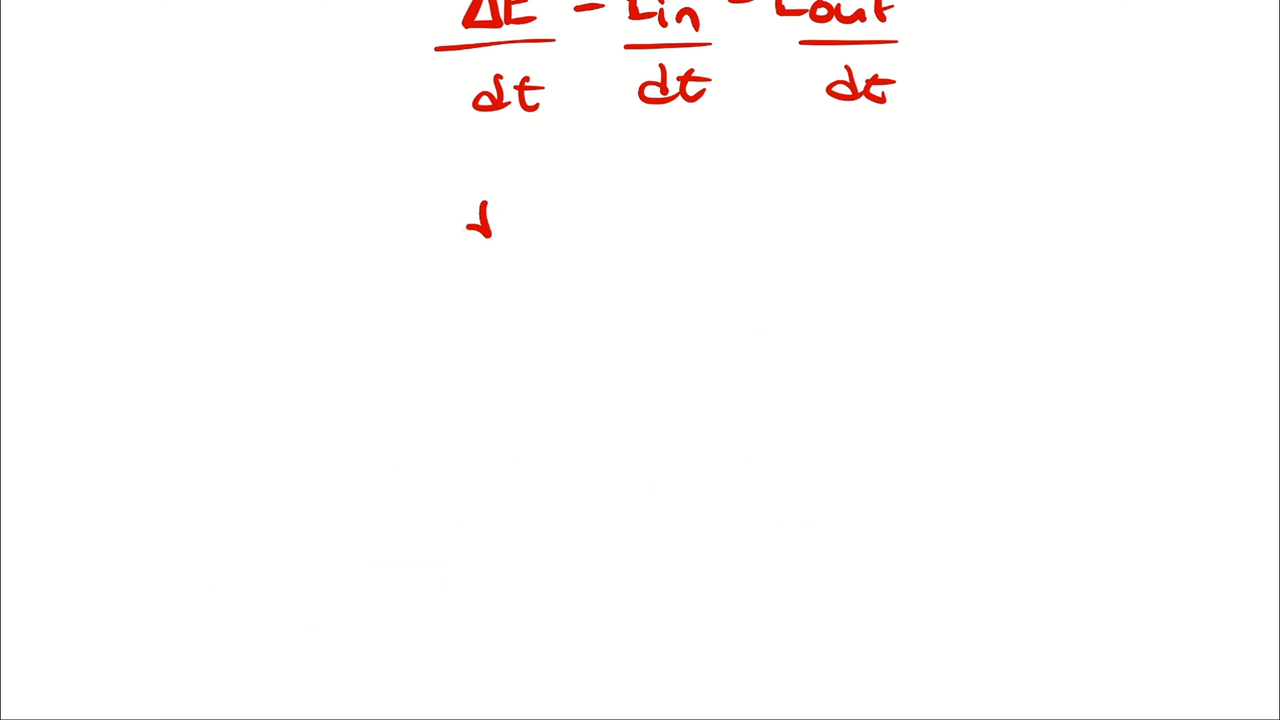 ΔE = Ein - Eout
dt dt dt
d